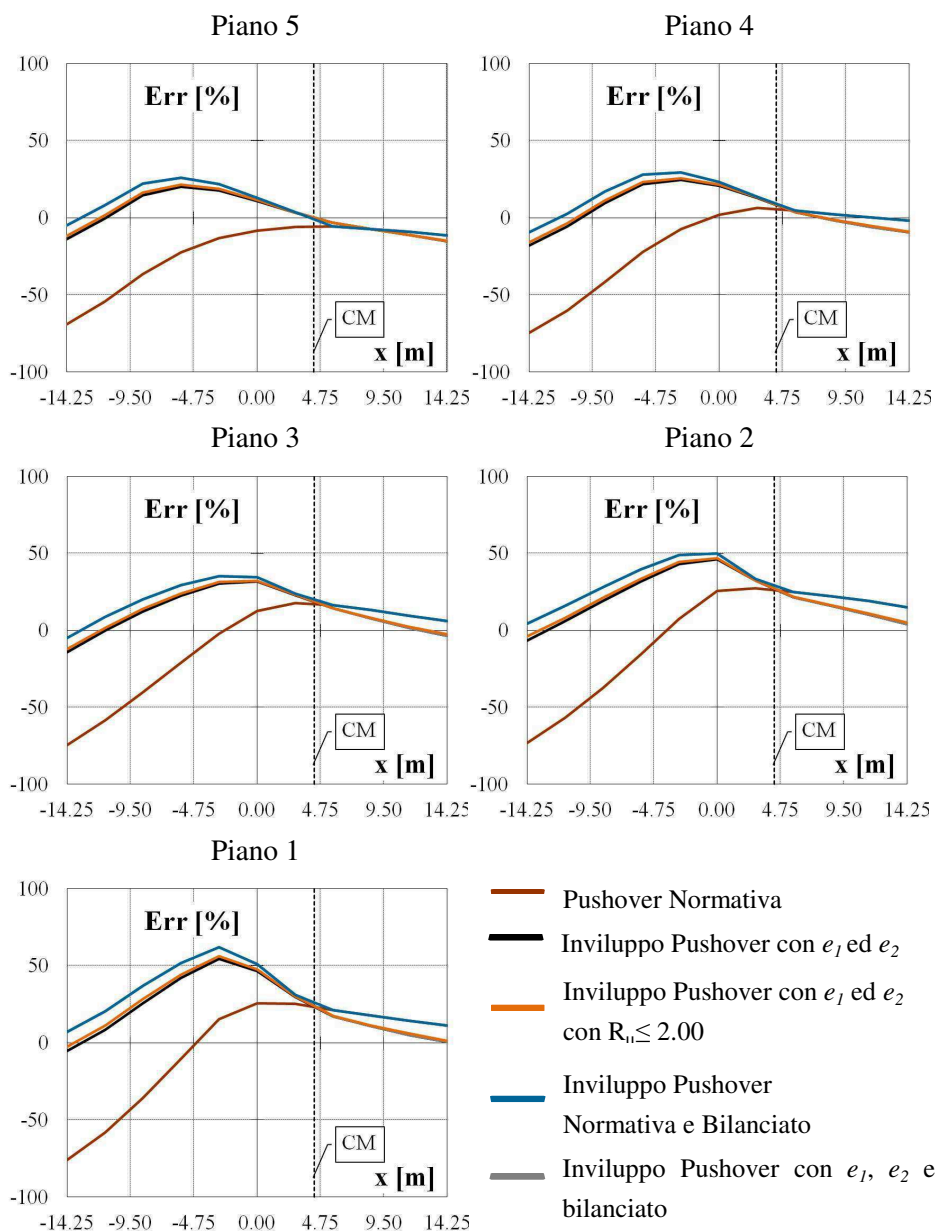 Piano 5
Piano 4
100
50
0
-50
-100
Err [%]
CM
x [m]
-14.25 -9.50 -4.75 0.00 4.75 9.50 14.25
100
50
0
-50
-100
Err [%]
CM
x [m]
-14.25 -9.50 -4.75 0.00 4.75 9.50 14.25
Piano 3
Piano 2
100
50
0
-50
-100
Err [%]
CM
x [m]
-14.25 -9.50 -4.75 0.00 4.75 9.50 14.25
100
50
0
-50
-100
Err [%]
CM
x [m]
-14.25 -9.50 -4.75 0.00 4.75 9.50 14.25
Piano 1
100
50
0
-50
-100
Err [%]
CM
x [m]
-14.25 -9.50 -4.75 0.00 4.75 9.50 14.25
Pushover Normativa
Inviluppo Pushover con e1 ed e2
Inviluppo Pushover con e1 ed e2
con Rμ≤ 2.00
Inviluppo Pushover
Normativa e Bilanciato
Inviluppo Pushover con e1, e2 e
bilanciato